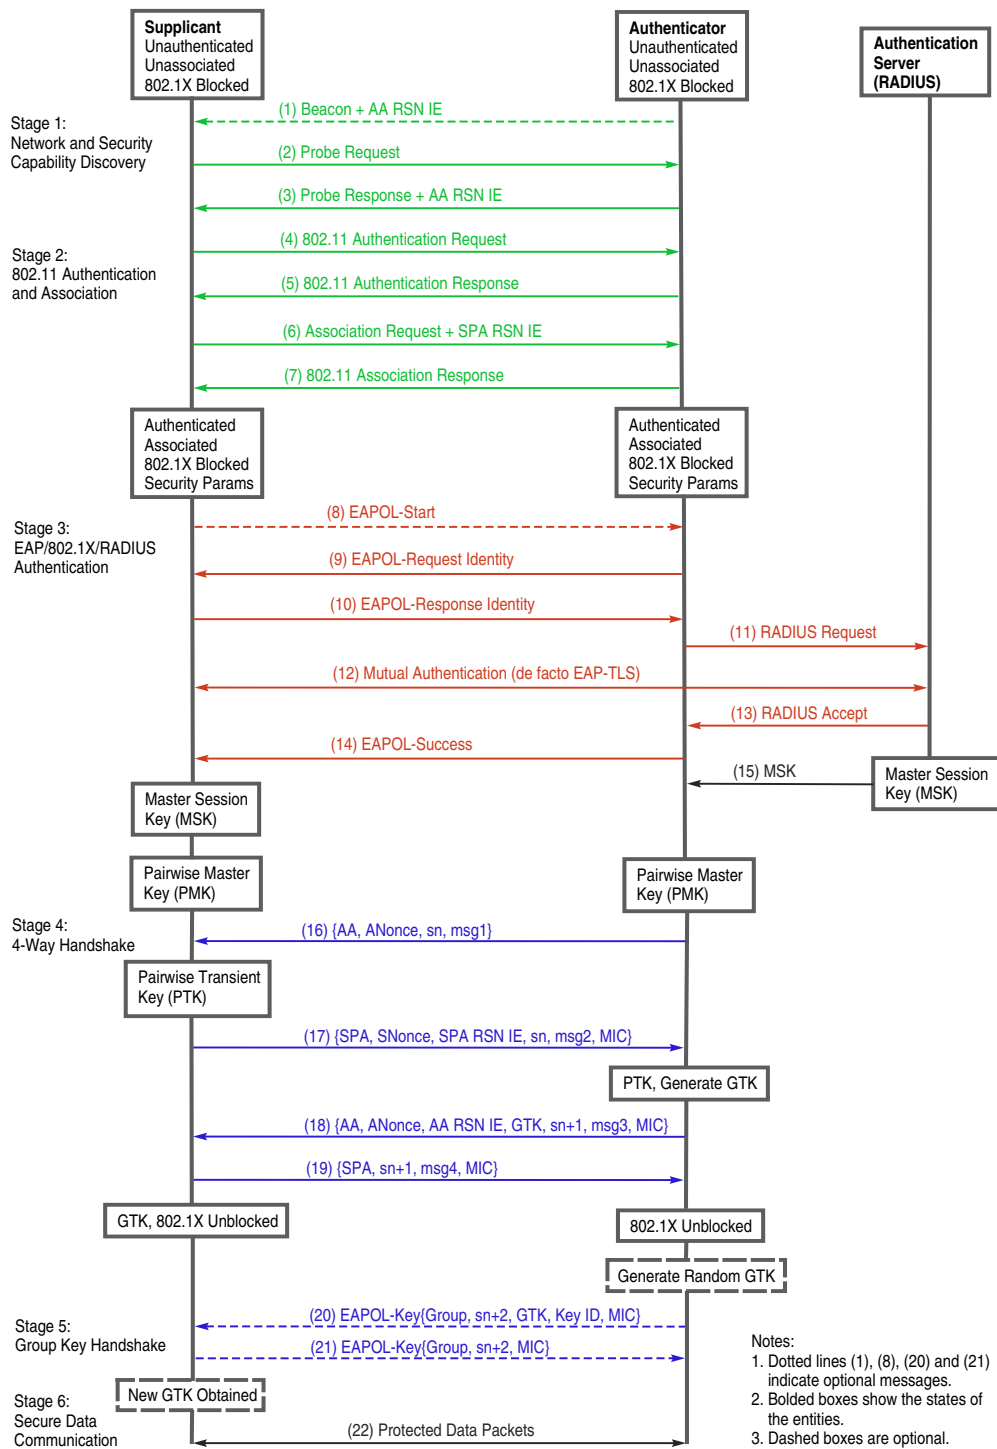 Supplicant
Unauthenticated
Unassociated
802.1X Blocked
Authenticator
Unauthenticated
Unassociated
802.1X Blocked
Authentication
Server
(RADIUS)
Stage 1:
Network and Security
Capability Discovery
(1) Beacon + AA RSN IE
(2) Probe Request
(3) Probe Response + AA RSN IE
Stage 2:
802.11 Authentication
and Association
(4) 802.11 Authentication Request
(5) 802.11 Authentication Response
(6) Association Request + SPA RSN IE
(7) 802.11 Association Response
Authenticated
Associated
802.1X Blocked
Security Params
Authenticated
Associated
802.1X Blocked
Security Params
Stage 3:
EAP/802.1X/RADIUS
Authentication
(8) EAPOL-Start
(9) EAPOL-Request Identity
(10) EAPOL-Response Identity
(11) RADIUS Request
(12) Mutual Authentication (de facto EAP-TLS)
(13) RADIUS Accept
(14) EAPOL-Success
(15) MSK
Master Session
Key (MSK)
Master Session
Key (MSK)
Pairwise Master
Key (PMK)
Pairwise Master
Key (PMK)
Stage 4:
4-Way Handshake
(16) {AA, ANonce, sn, msg1}
Pairwise Transient
Key (PTK)
(17) {SPA, SNonce, SPA RSN IE, sn, msg2, MIC}
PTK, Generate GTK
(18) {AA, ANonce, AA RSN IE, GTK, sn+1, msg3, MIC}
(19) {SPA, sn+1, msg4, MIC}
GTK, 802.1X Unblocked
802.1X Unblocked
Generate Random GTK
Stage 5:
Group Key Handshake
(20) EAPOL-Key{Group, sn+2, GTK, Key ID, MIC}
(21) EAPOL-Key{Group, sn+2, MIC}
New GTK Obtained
Stage 6:
Secure Data
Communication
(22) Protected Data Packets
Notes:
1. Dotted lines (1), (8), (20) and (21)
indicate optional messages.
2. Bolded boxes show the states of
the entities.
3. Dashed boxes are optional.